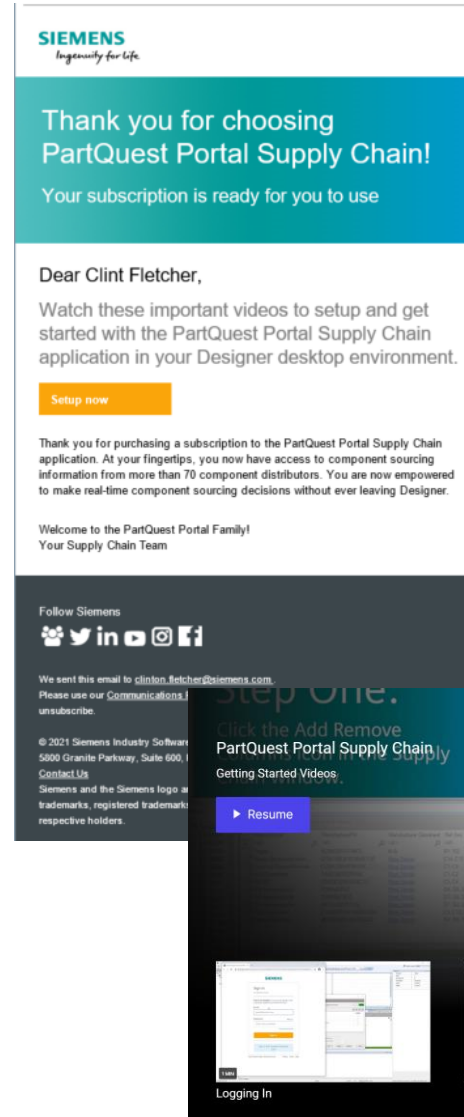 SIEMENS
Ingenuity for life
Thank you for choosing
PartQuest Portal Supply Chain!
Your subscription is ready for you to use
Dear Clint Fletcher,
Watch these important videos to setup and get
started with the PartQuest Portal Supply Chain
application in your Designer desktop environment.
Setup now
Thank you for purchasing a subscription to the PartQuest Portal Supply Chain
application. At your fingertips, you now have access to component sourcing
information from more than 70 component distributors. You are now empowered
to make real-time component sourcing decisions without ever leaving Designer.
Welcome to the PartQuest Portal Family!
Your Supply Chain Team
Follow Siemens
We sent this email to clinton.fletcher@siemens.com.
Please use our Communications
unsubscribe.
© 2021 Siemens Industry Software
5800 Granite Parkway, Suite 600,
Contact Us
Siemens and the Siemens logo
trademarks, registered trademarks
respective holders.
Step One:
Click the Add Remove
Columns icon in the Supply
Chain window.
PartQuest Portal Supply Chain
Getting Started Videos
Resume
SIEMENS
1 MIN
Logging In